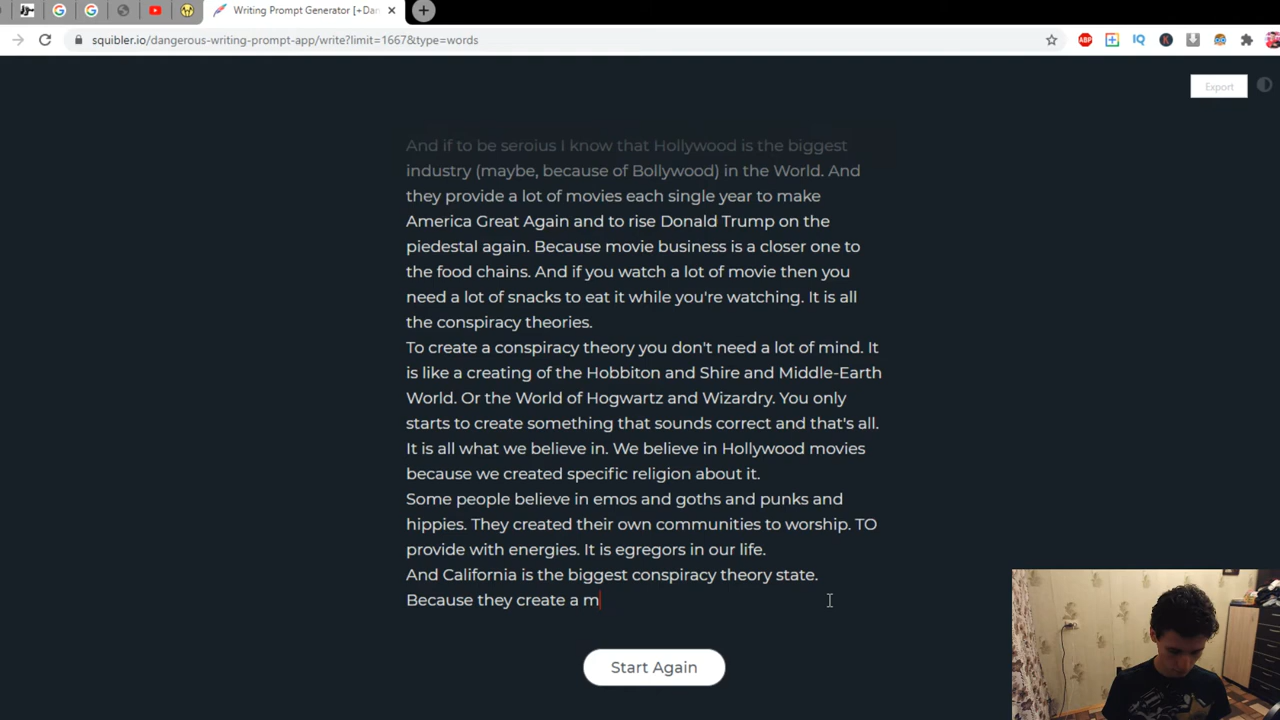 Writing Prompt Generator [+Dan
squibler.io/dangerous-writing-prompt-app/write?limit=1667&type=words
ABP
IQ
K
Export
And if to be seroius I know that Hollywood is the biggest
industry (maybe, because of Bollywood) in the World. And
they provide a lot of movies each single year to make
America Great Again and to rise Donald Trump on the
piedestal again. Because movie business is a closer one to
the food chains. And if you watch a lot of movie then you
need a lot of snacks to eat it while you're watching. It is all
the conspiracy theories.
To create a conspiracy theory you don't need a lot of mind. It
is like a creating of the Hobbiton and Shire and Middle-Earth
World. Or the World of Hogwartz and Wizardry. You only
starts to create something that sounds correct and that's all.
It is all what we believe in. We believe in Hollywood movies
because we created specific religion about it.
Some people believe in emos and goths and punks and
hippies. They created their own communities to worship. TO
provide with energies. It is egregors in our life.
And California is the biggest conspiracy theory state.
Because they create a m
Start Again